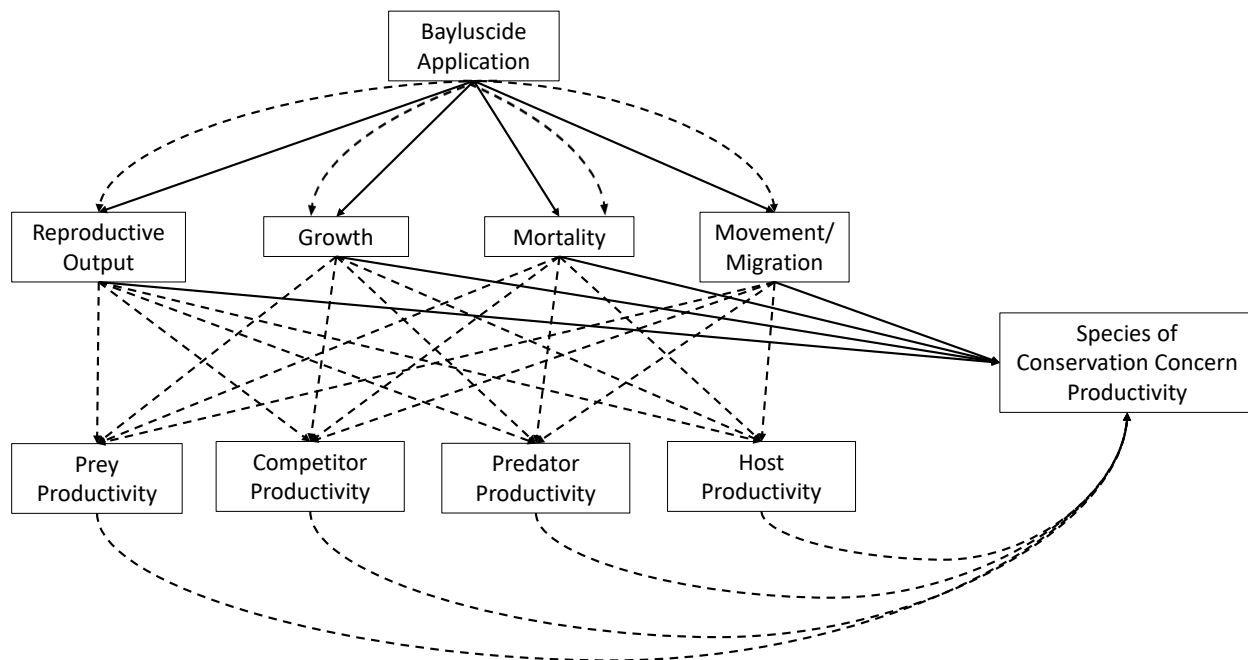 Bayluscide
Application
Reproductive
Output
Growth
Mortality
Movement/
Migration
Species of
Conservation Concern
Productivity
Prey
Productivity
Competitor
Productivity
Predator
Productivity
Host
Productivity